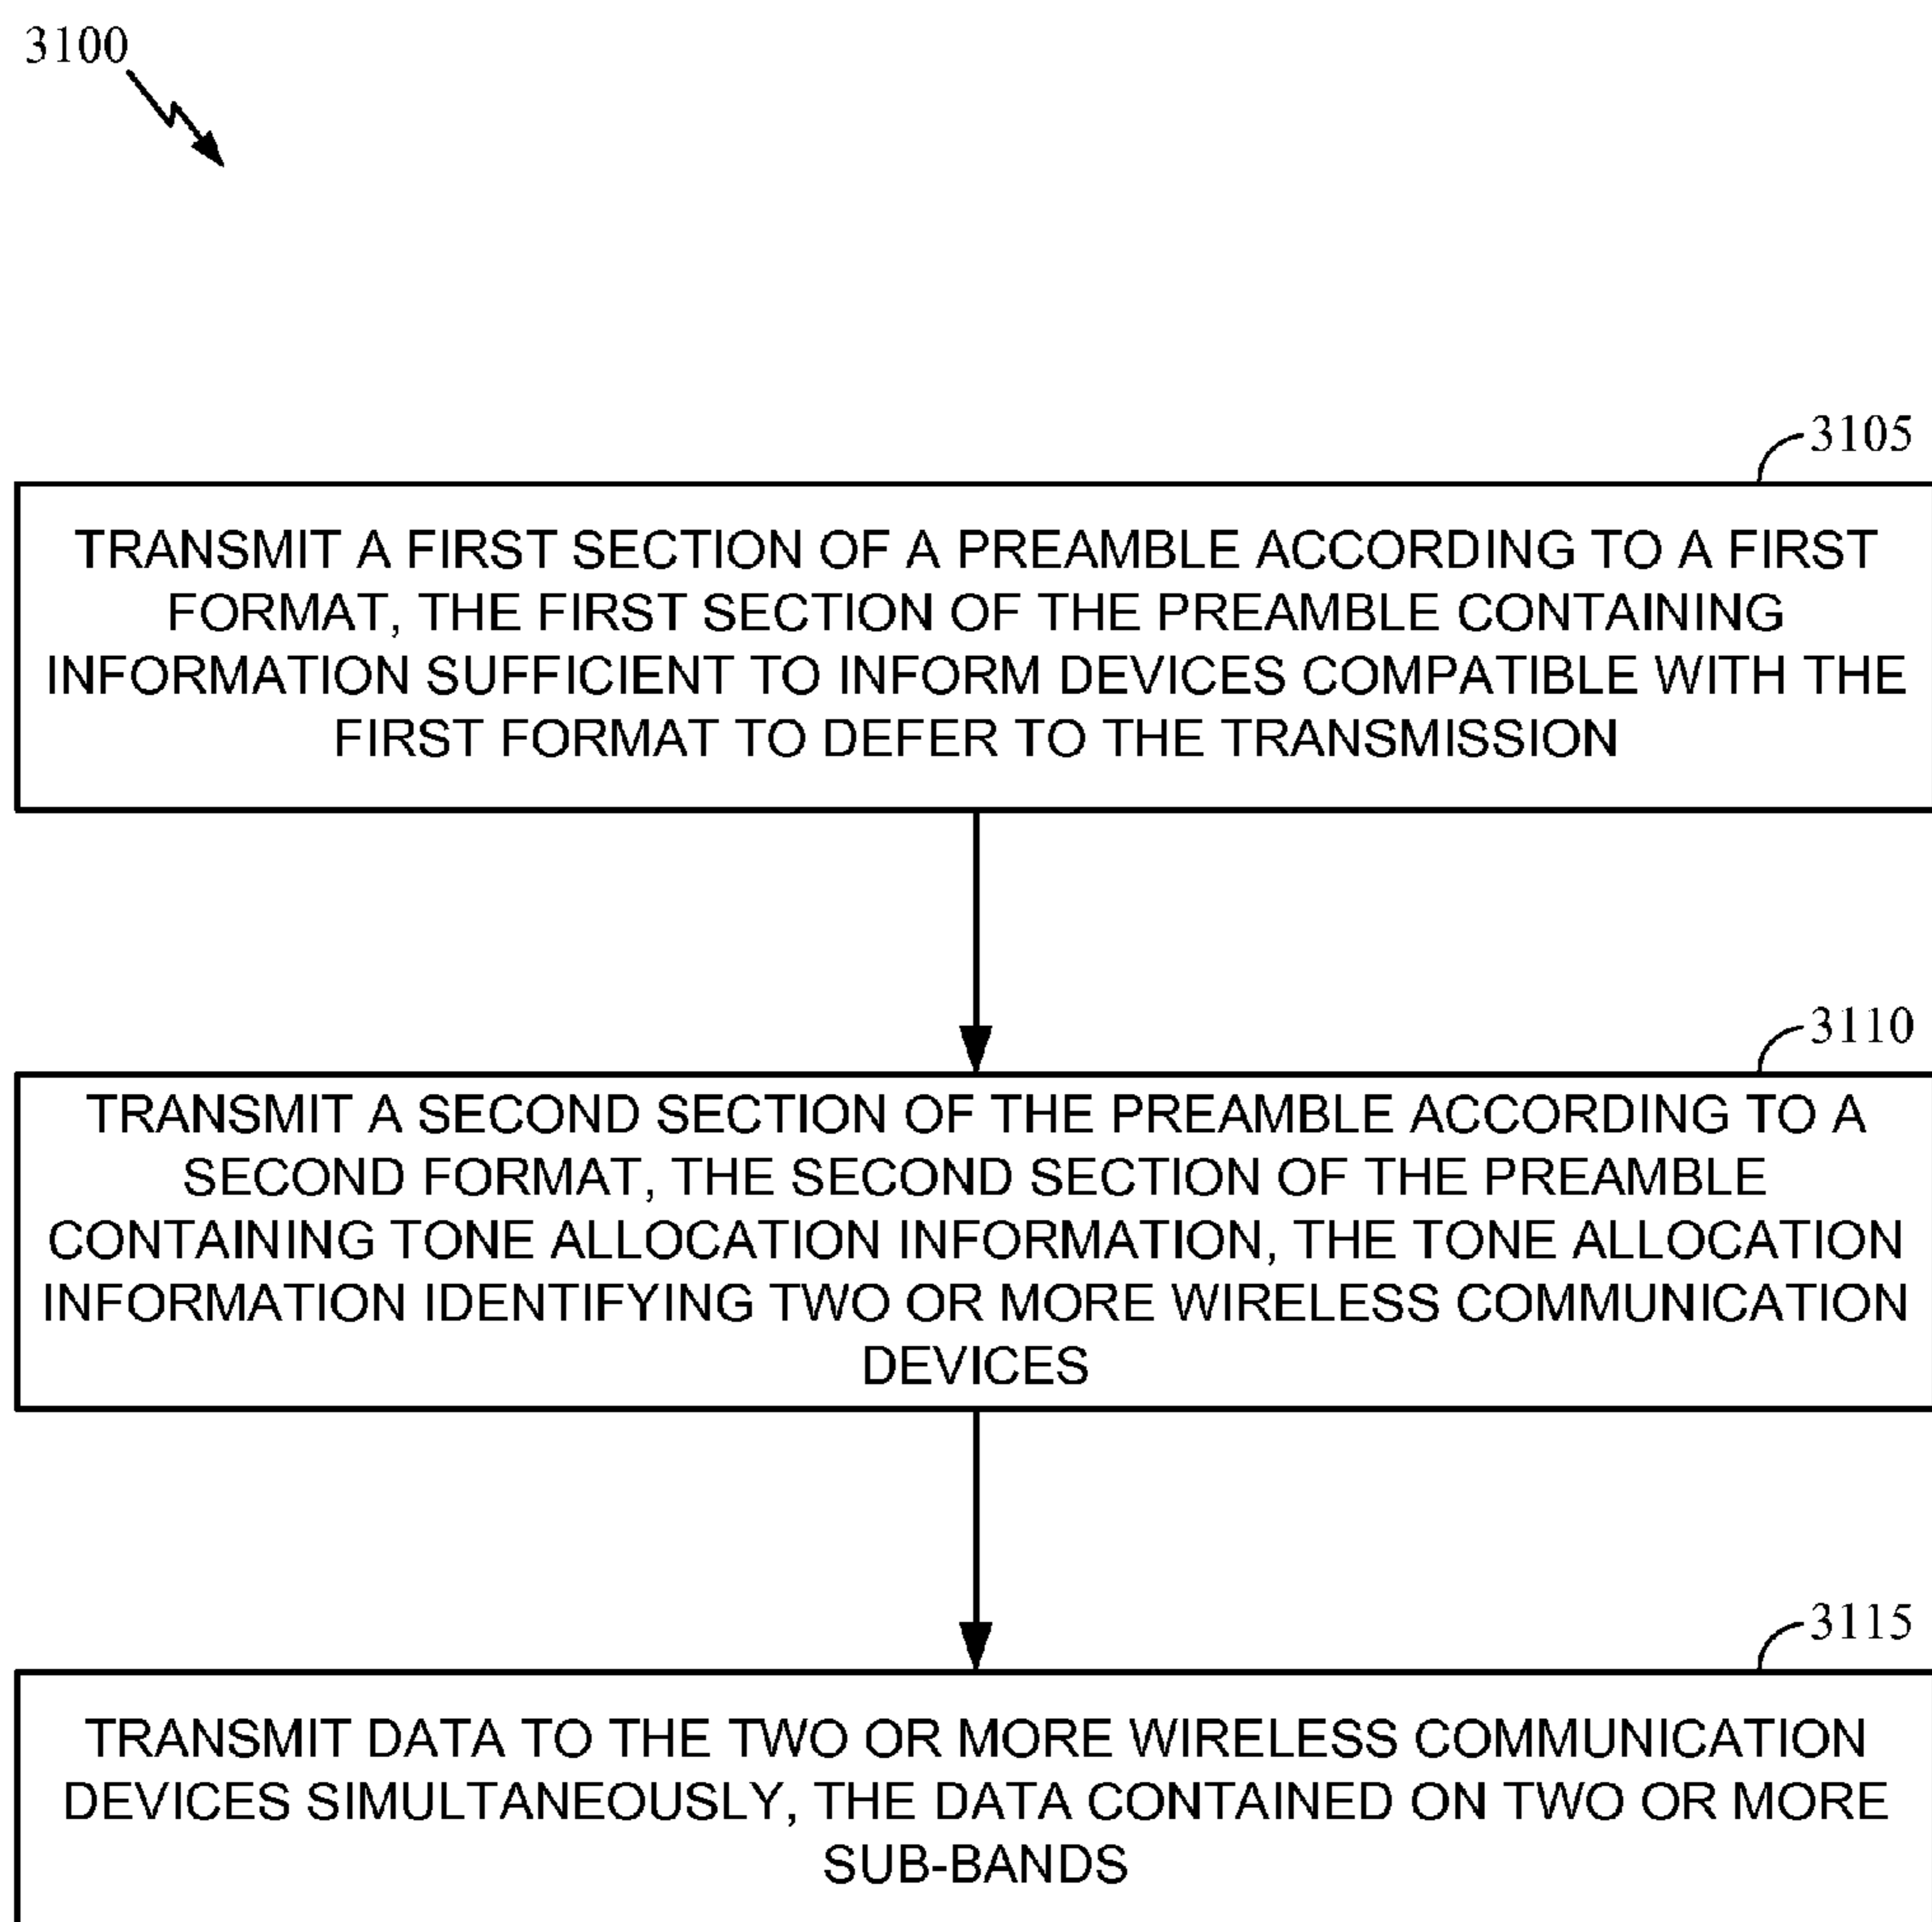 3100
3105
TRANSMIT A FIRST SECTION OF A PREAMBLE ACCORDING TO A FIRST
FORMAT, THE FIRST SECTION OF THE PREAMBLE CONTAINING
INFORMATION SUFFICIENT TO INFORM DEVICES COMPATIBLE WITH THE
FIRST FORMAT TO DEFER TO THE TRANSMISSION
3110
TRANSMIT A SECOND SECTION OF THE PREAMBLE ACCORDING TO A
SECOND FORMAT, THE SECOND SECTION OF THE PREAMBLE
CONTAINING TONE ALLOCATION INFORMATION, THE TONE ALLOCATION
INFORMATION IDENTIFYING TWO OR MORE WIRELESS COMMUNICATION
DEVICES
3115
TRANSMIT DATA TO THE TWO OR MORE WIRELESS COMMUNICATION
DEVICES SIMULTANEOUSLY, THE DATA CONTAINED ON TWO OR MORE
SUB-BANDS